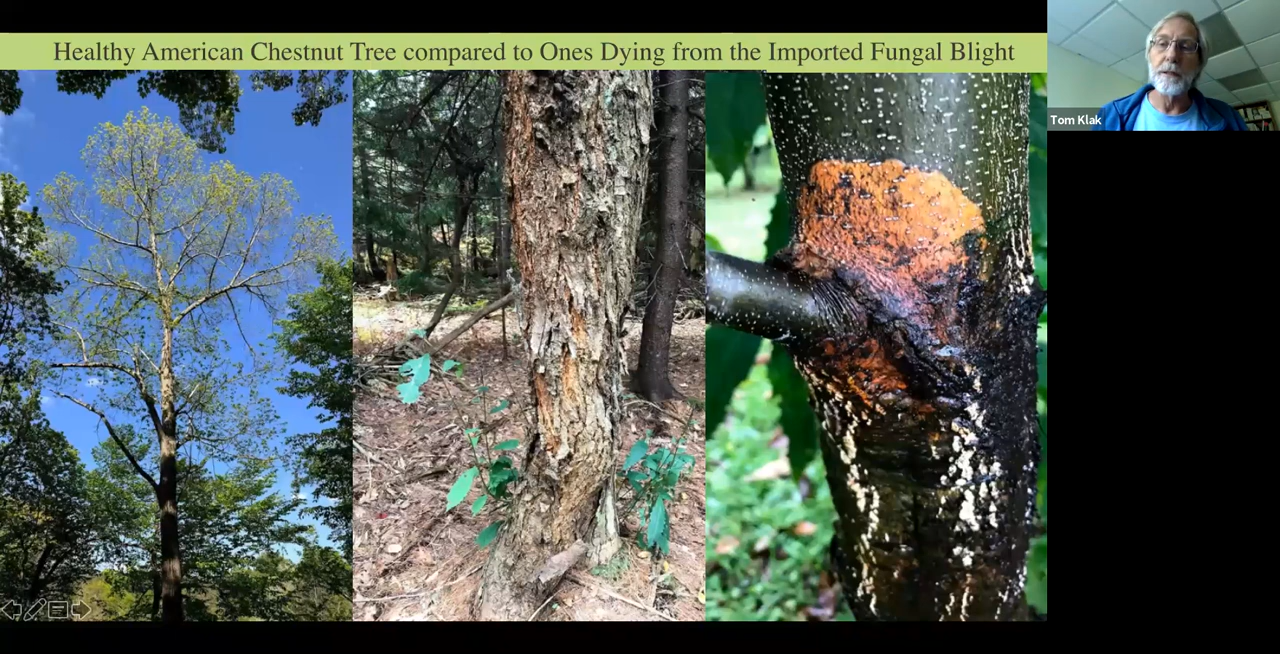 Healthy American Chestnut Tree compared to Ones Dying from the Imported Fungal Blight
Tom Klak